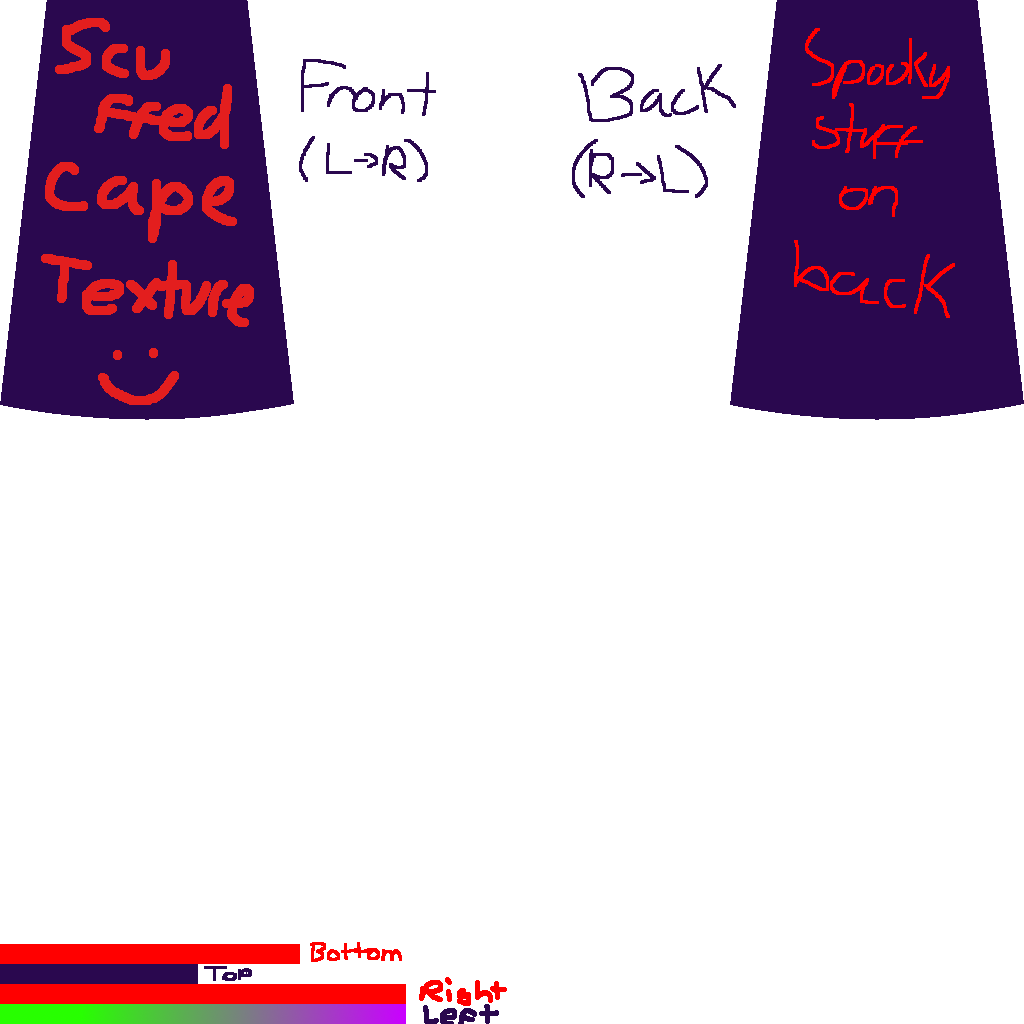 Scu
ffed
Cape
Texture
Front
(L→R)
Back
(R→L)
Spooky
stuff
on
back
Bottom
Top
Right
Left